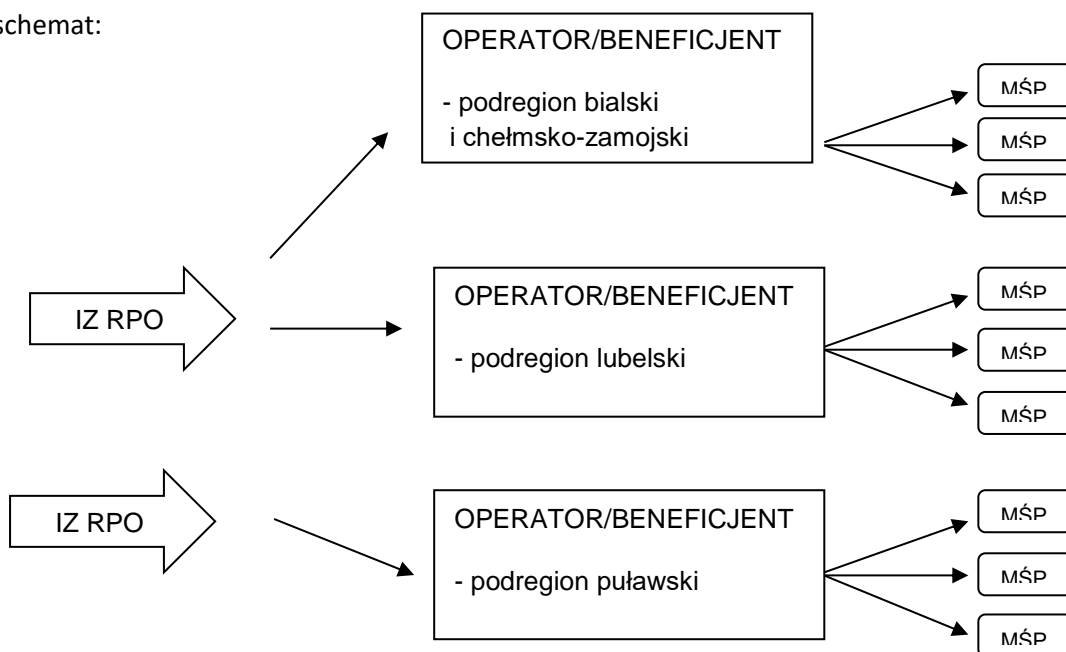 schemat:
OPERATOR/BENEFICJENT
- podregion bialski
i chełmsko-zamojski
MŚP
MŚP
MŚP
IZ RPO
OPERATOR/BENEFICJENT
- podregion lubelski
MŚP
MŚP
MŚP
IZ RPO
OPERATOR/BENEFICJENT
- podregion puławski
MŚP
MŚP
MŚP